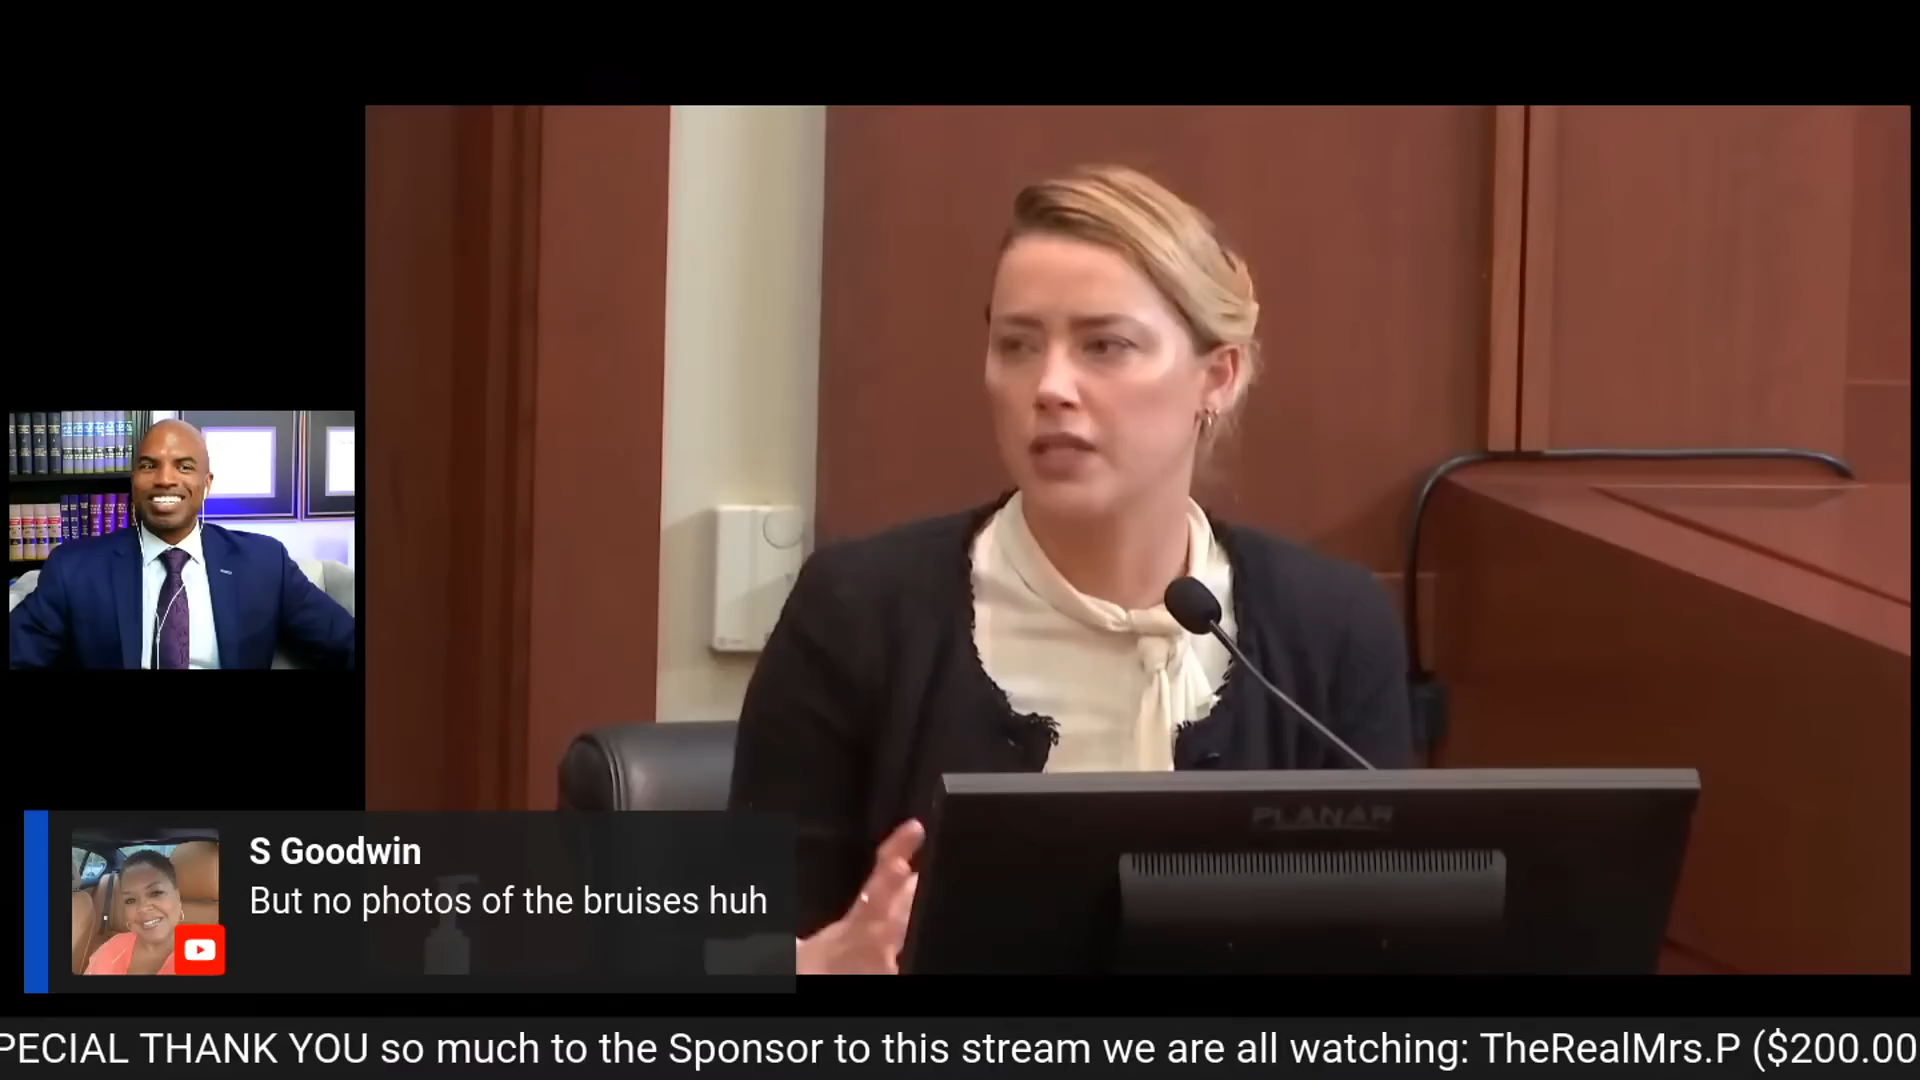 PLANAR
S Goodwin
But no photos of the bruises huh
PECIAL THANK YOU so much to the Sponsor to this stream we are all watching: TheRealMrs.P ($200.00